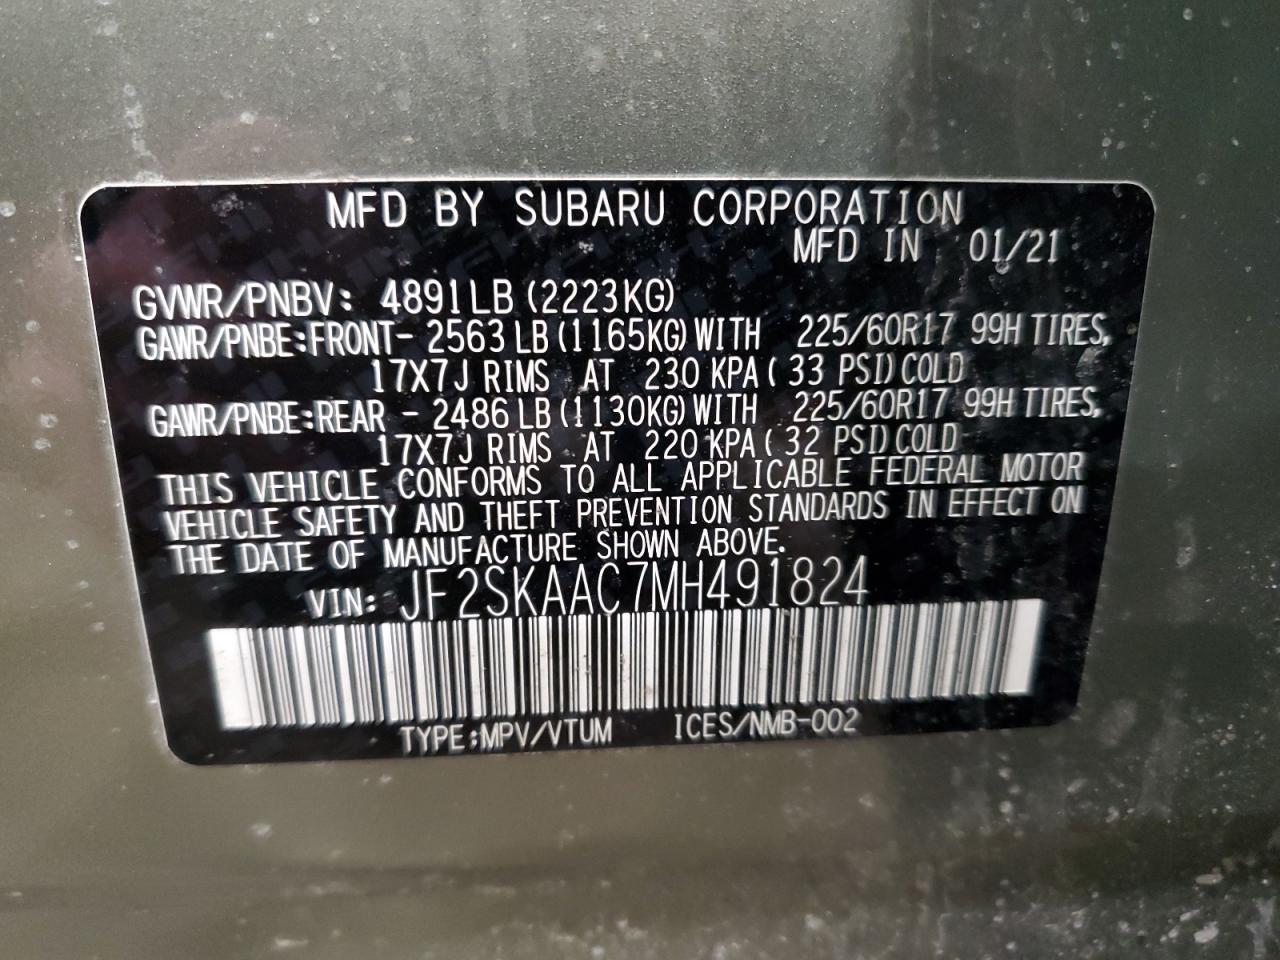 MFD BY SUBARU CORPORATION
MFD IN 01/21
GVWR/PNBV: 4891LB (2223KG)
GAWR/PNBE:FRONT- 2563 LB (1165KG) WITH 225/60R17 99H TIRES,
17X7J RIMS AT 230 KPA ( 33 PSI) COLD
GAWR/PNBE:REAR - 2486 LB (1130KG) WITH 225/60R17 99H TIRES,
17X7J RIMS AT 220 KPA ( 32 PSI) COLD
THIS VEHICLE CONFORMS TO ALL APPLICABLE FEDERAL MOTOR
VEHICLE SAFETY AND THEFT PREVENTION STANDARDS IN EFFECT ON
THE DATE OF MANUFACTURE SHOWN ABOVE.
VIN: JF2SKAAC7MH491824
TYPE:MPV/VTUM ICES/NMB-002